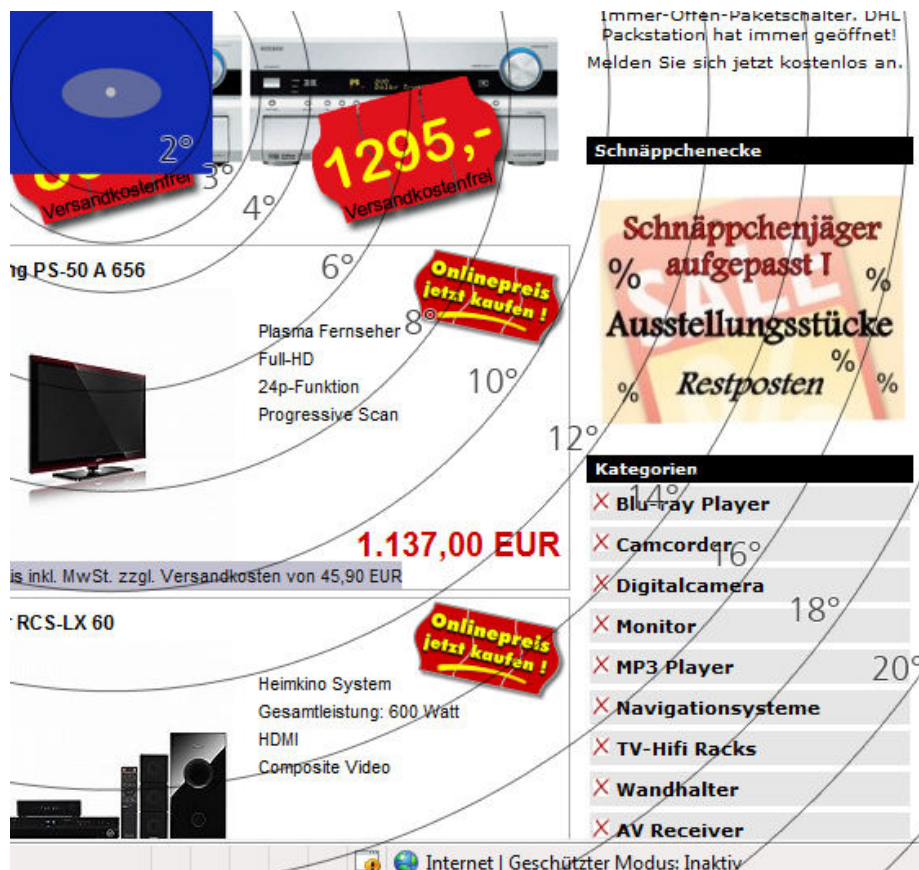 Immer-Offen-Paketschalter. DHL
Packstation hat immer geöffnet!
Melden Sie sich jetzt kostenlos an.
2°
3°
4°
6°
8°
10°
12°
14°
16°
18°
20°
Versandkostenfrei
1295,-
Versandkostenfrei
PS-50 A 656
Onlinepreis
jetzt kaufen !
Plasma Fernseher
Full-HD
24p-Funktion
Progressive Scan
1.137,00 EUR
inkl. MwSt. zzgl. Versandkosten von 45,90 EUR
RCS-LX 60
Onlinepreis
jetzt kaufen !
Heimkino System
Gesamtleistung: 600 Watt
HDMI
Composite Video
Schnäppchenecke
SALE
Schnäppchenjäger
% aufgepasst ! %
Ausstellungsstücke
%
% Restposten %
Kategorien
Blu-ray Player
Camcorder
Digitalcamera
Monitor
MP3 Player
Navigationsysteme
TV-Hifi Racks
Wandhalter
AV Receiver
Internet | Geschützter Modus: Inaktiv